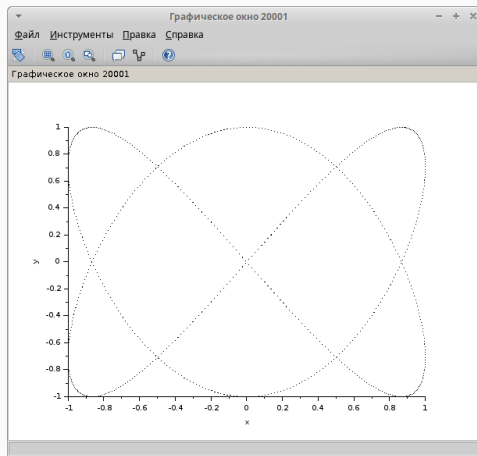 Графическое окно 20001
Файл Инструменты Правка Справка
Графическое окно 20001
1
0.8
0.6
0.4
0.2
0
-0.2
-0.4
-0.6
-0.8
-1
y
-1 -0.8 -0.6 -0.4 -0.2 0 0.2 0.4 0.6 0.8 1
x